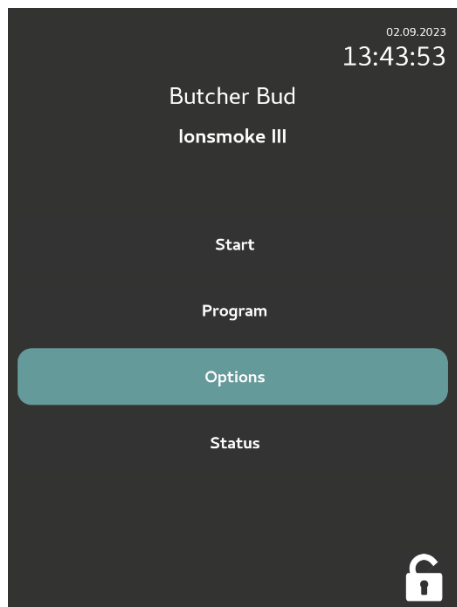 02.09.2023
13:43:53
Butcher Bud
Ionsmoke III
Start
Program
Options
Status